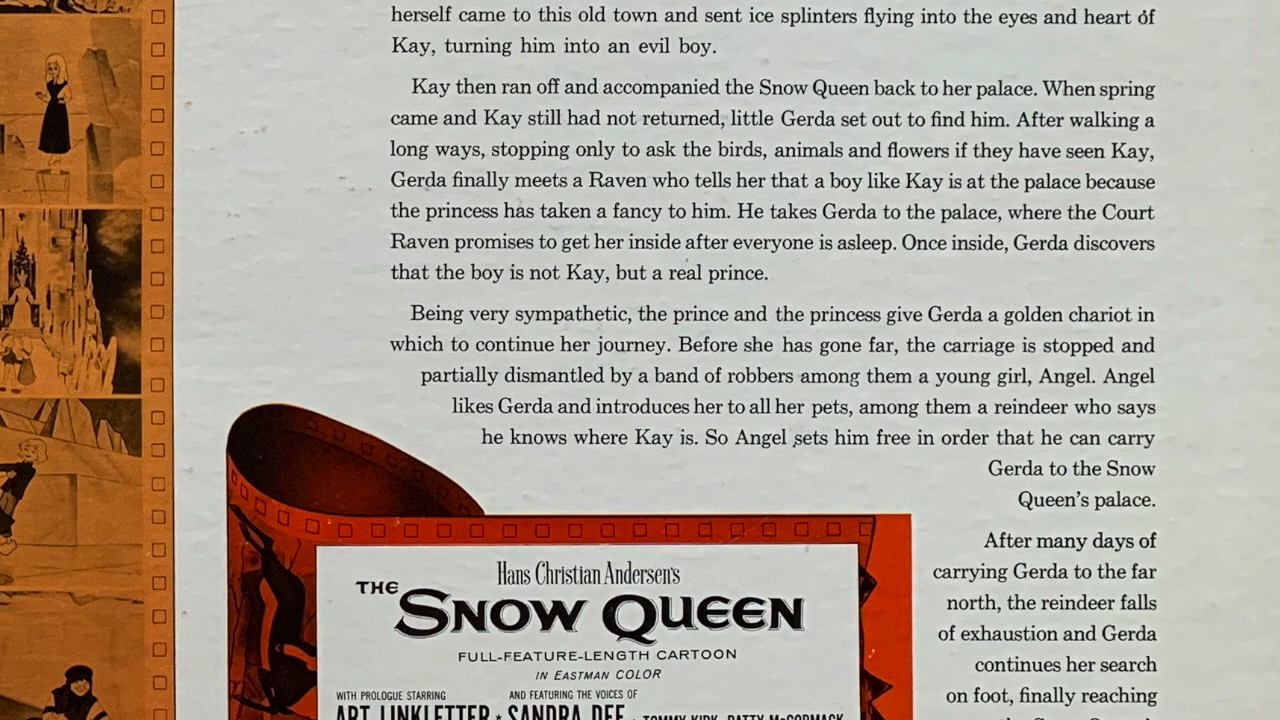 herself came to this old town and sent ice splinters flying into the eyes and heart of
Kay, turning him into an evil boy.
Kay then ran off and accompanied the Snow Queen back to her palace. When spring
came and Kay still had not returned, little Gerda set out to find him. After walking a
long ways, stopping only to ask the birds, animals and flowers if they have seen Kay,
Gerda finally meets a Raven who tells her that a boy like Kay is at the palace because
the princess has taken a fancy to him. He takes Gerda to the palace, where the Court
Raven promises to get her inside after everyone is asleep. Once inside, Gerda discovers
that the boy is not Kay, but a real prince.
Being very sympathetic, the prince and the princess give Gerda a golden chariot in
which to continue her journey. Before she has gone far, the carriage is stopped and
partially dismantled by a band of robbers among them a young girl, Angel. Angel
likes Gerda and introduces her to all her pets, among them a reindeer who says
he knows where Kay is. So Angel sets him free in order that he can carry
Gerda to the Snow
Queen's palace.
After many days of
carrying Gerda to the far
north, the reindeer falls
of exhaustion and Gerda
continues her search
on foot, finally reaching
Hans Christian Andersen's
THE SNOW QUEEN
FULL-FEATURE-LENGTH CARTOON
IN EASTMAN COLOR
WITH PROLOGUE STARRING
ART LINKLETTER
AND FEATURING THE VOICES OF
SANDRA DEE, TOMMY KIRK, PATTY McCORMACK